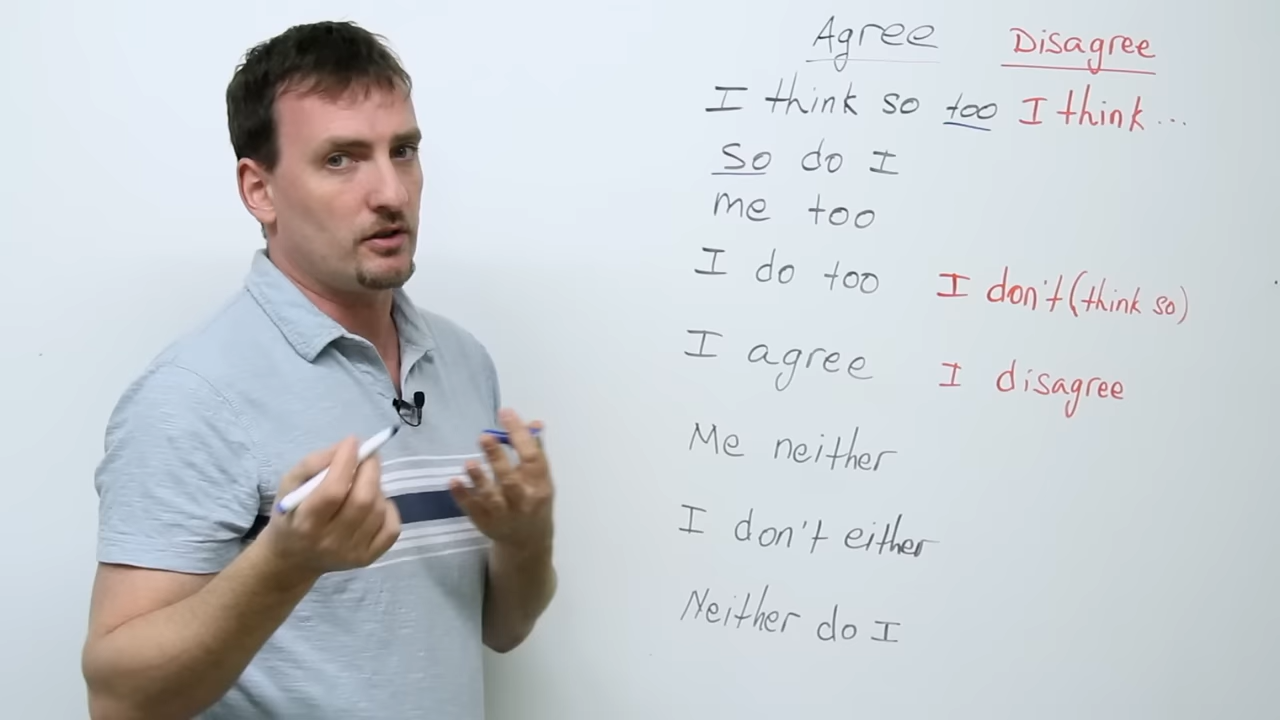 Agree Disagree
I think so too I think...
So do I
me too
I do too I don't (think so)
I agree I disagree
Me neither
I don't either
Neither do I